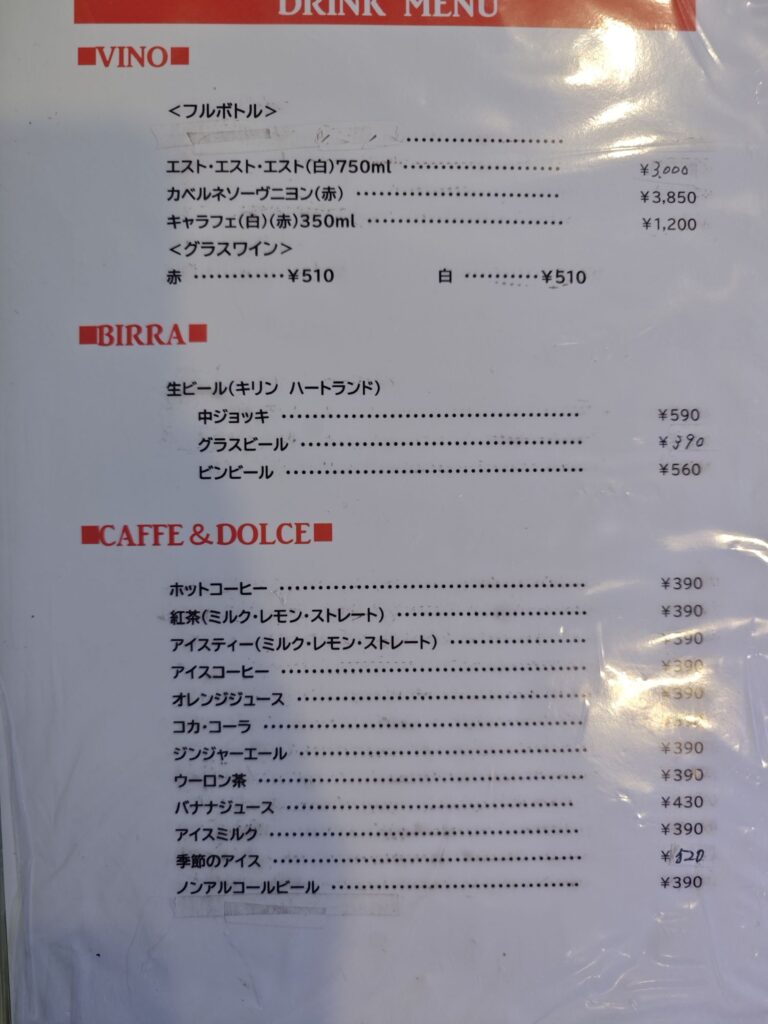 DRINK MENU
■VINO■
＜フルボトル＞
……………………
エスト・エスト・エスト(白)750ml …………………… ¥3,000
カベルネソーヴニヨン(赤) …………………………… ¥3,850
キャラフェ(白)(赤)350ml …………………………… ¥1,200
＜グラスワイン＞
赤 …………¥510 白 ………¥510
■BIRRA■
生ビール(キリン ハートランド)
中ジョッキ ………………………………………… ¥590
グラスビール ……………………………………… ¥390
ビンビール ………………………………………… ¥560
■CAFFE＆DOLCE■
ホットコーヒー …………………………………… ¥390
紅茶(ミルク・レモン・ストレート) ………………… ¥390
アイスティー(ミルク・レモン・ストレート) ………… ¥390
アイスコーヒー …………………………………… ¥390
オレンジジュース ………………………………… ¥390
コカ・コーラ ………………………………………
ジンジャーエール ………………………………… ¥390
ウーロン茶 ………………………………………… ¥390
バナナジュース …………………………………… ¥430
アイスミルク ……………………………………… ¥390
季節のアイス ……………………………………… ¥520
ノンアルコールビール …………………………… ¥390